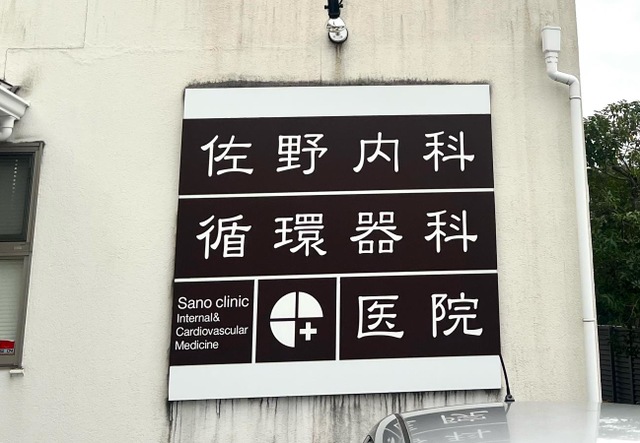 佐野内科
循環器科
Sano clinic
Internal&
Cardiovascular
Medicine
医院